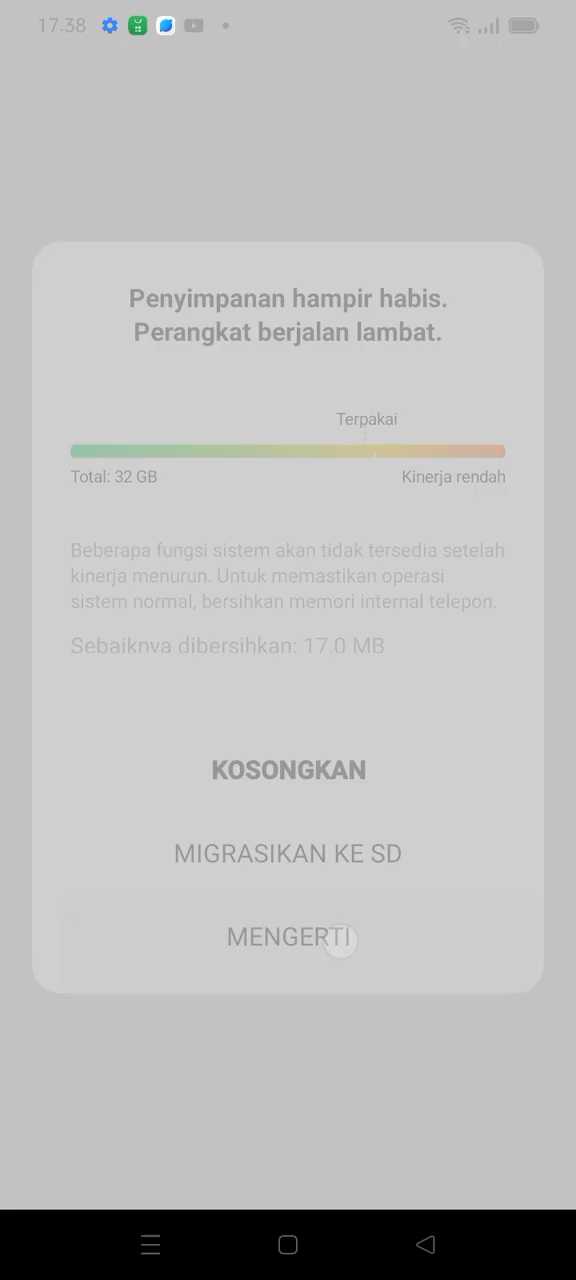 17.38
Penyimpanan hampir habis.
Perangkat berjalan lambat.
Terpakai
Total: 32 GB
Kinerja rendah
Beberapa fungsi sistem akan tidak tersedia setelah
kinerja menurun. Untuk memastikan operasi
sistem normal, bersihkan memori internal telepon.
Sebaiknya dibersihkan: 17.0 MB
KOSONGKAN
MIGRASIKAN KE SD
MENGERTI